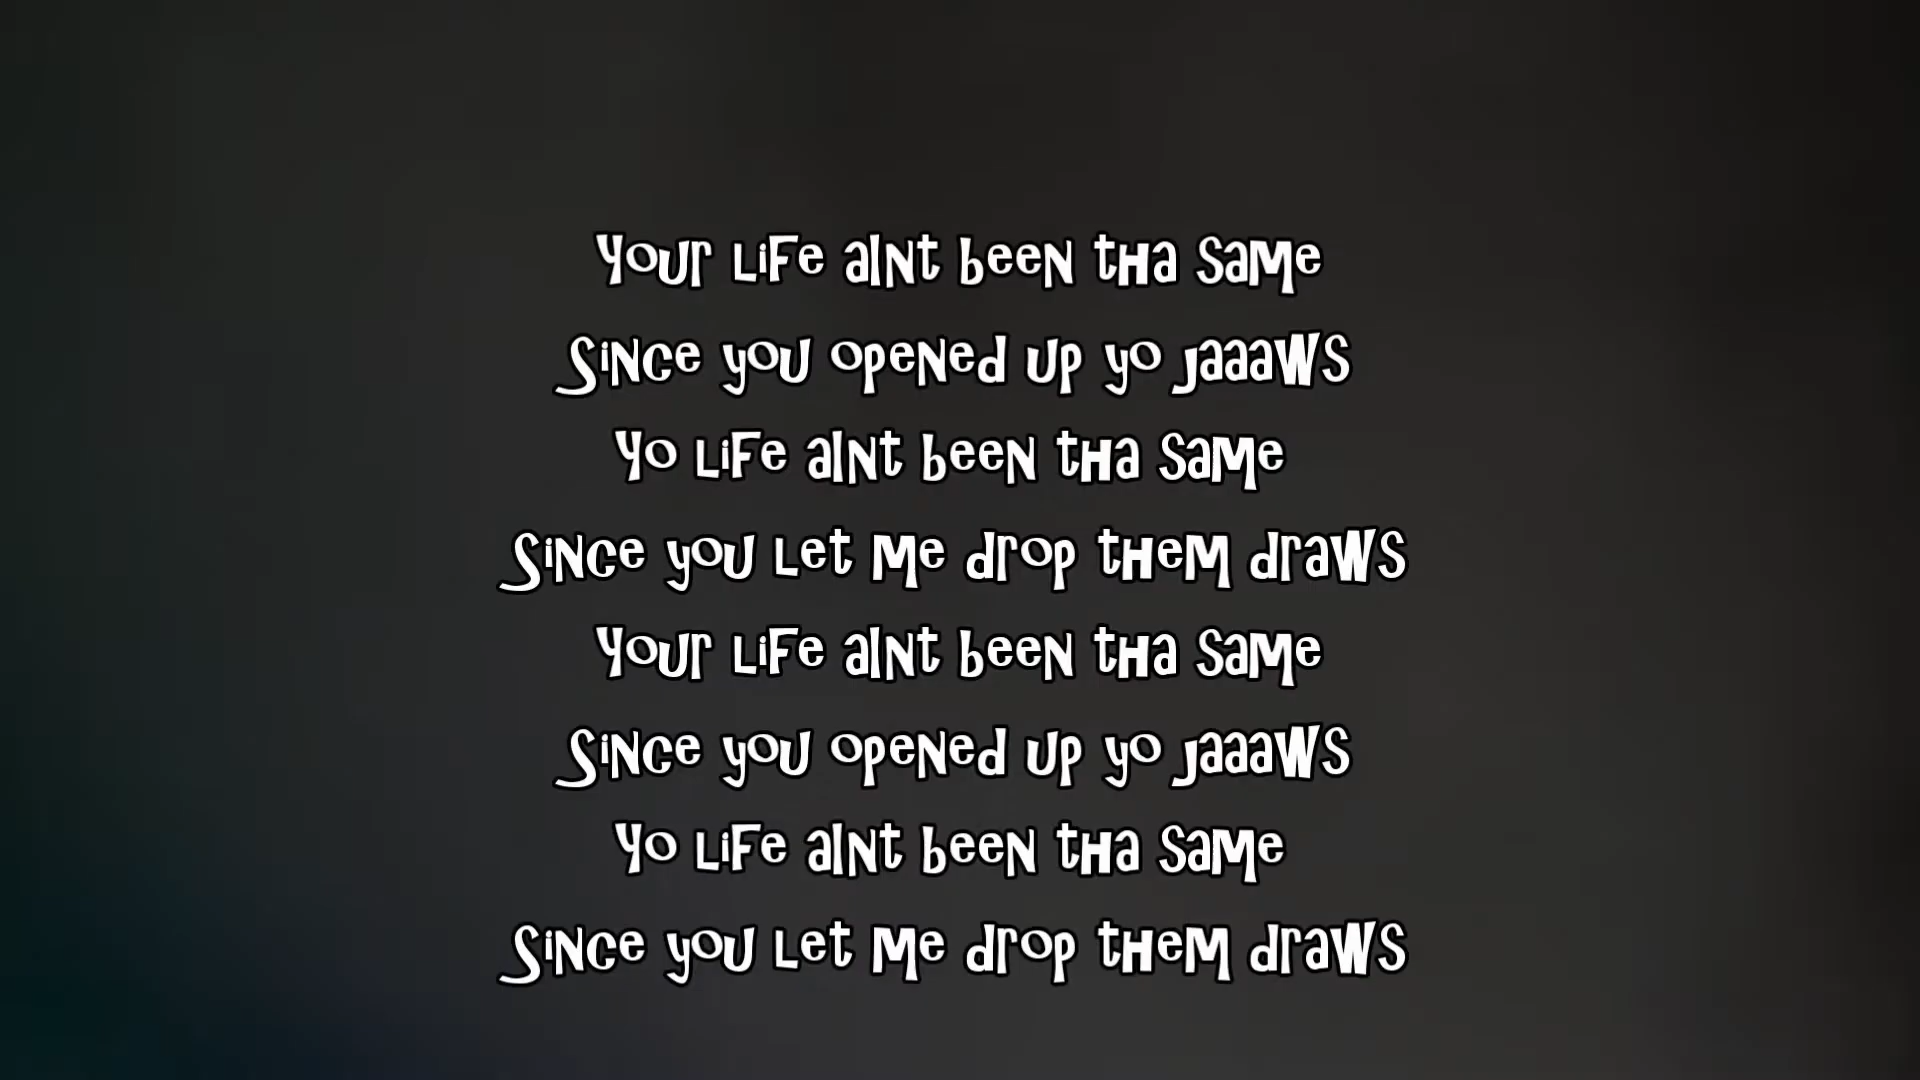 Your life aint been tha same
Since you opened up yo jaaaws
Yo life aint been tha same
Since you let me drop them draws
Your life aint been tha same
Since you opened up yo jaaaws
Yo life aint been tha same
Since you let me drop them draws